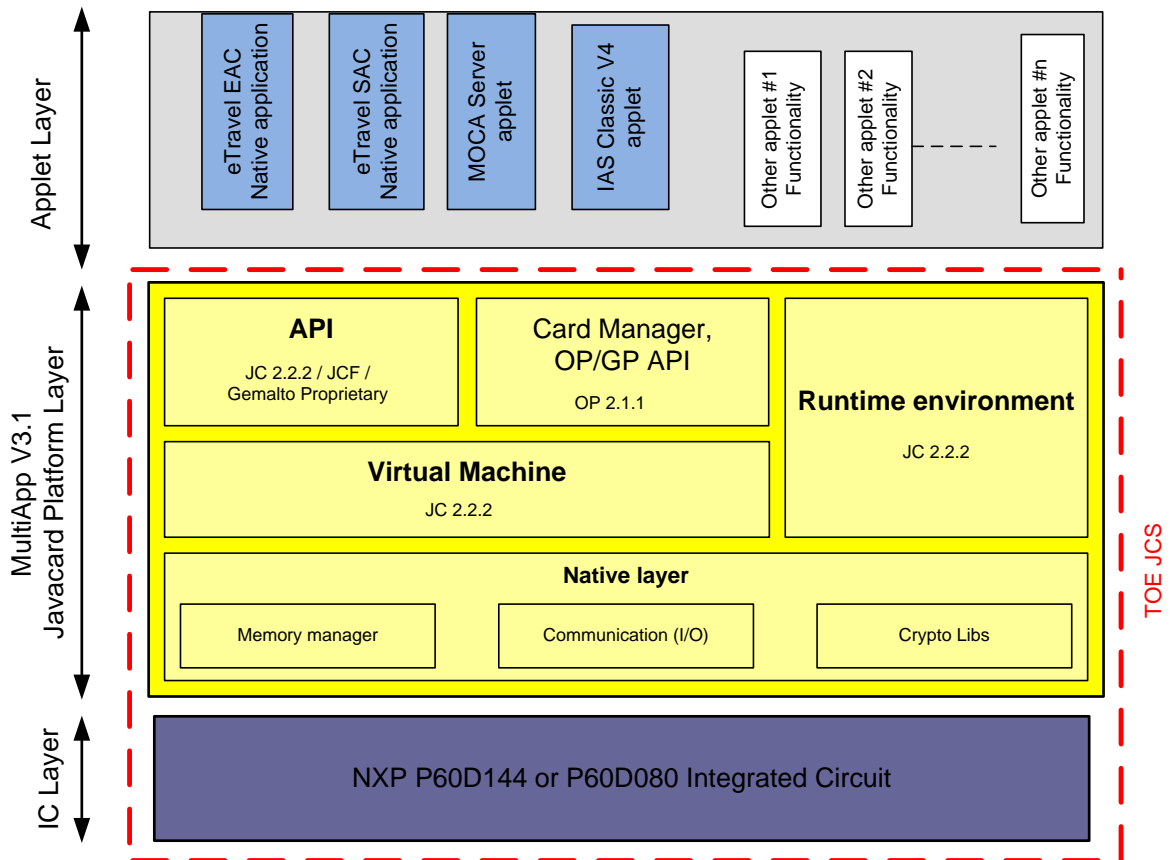 Applet Layer
eTravel EAC
Native application
eTravel SAC
Native application
MOCA Server
applet
IAS Classic V4
applet
Other applet #1
Functionality
Other applet #2
Functionality
Other applet #n
Functionality
MultiApp V3.1
Javacard Platform Layer
API
JC 2.2.2 / JCF /
Gemalto Proprietary
Card Manager,
OP/GP API
OP 2.1.1
Runtime environment
JC 2.2.2
Virtual Machine
JC 2.2.2
Native layer
Memory manager
Communication (I/O)
Crypto Libs
TOE JCS
IC Layer
NXP P60D144 or P60D080 Integrated Circuit